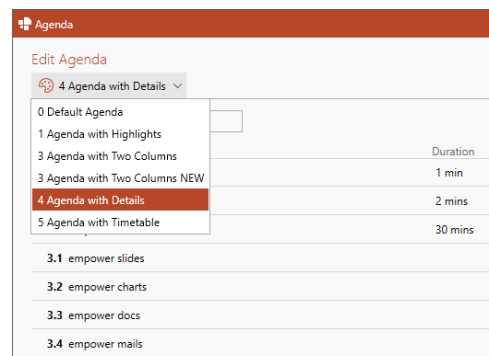 Agenda
Edit Agenda
4 Agenda with Details
0 Default Agenda
1 Agenda with Highlights
3 Agenda with Two Columns
3 Agenda with Two Columns NEW
4 Agenda with Details
5 Agenda with Timetable
Duration
1 min
2 mins
30 mins
3.1 empower slides
3.2 empower charts
3.3 empower docs
3.4 empower mails